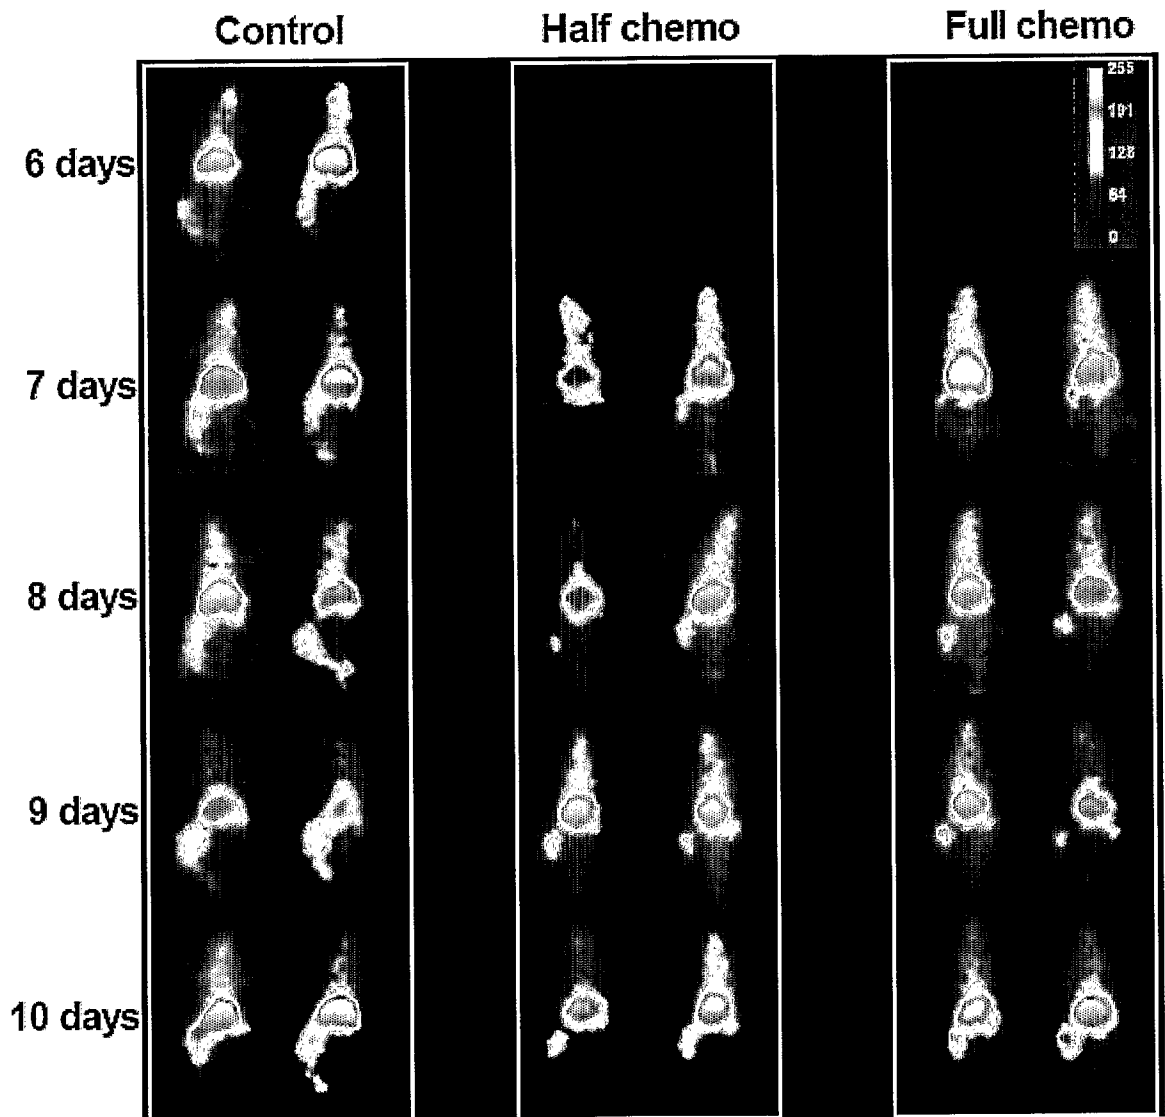 Control Half chemo Full chemo
255
191
128
64
0
6 days
7 days
8 days
9 days
10 days